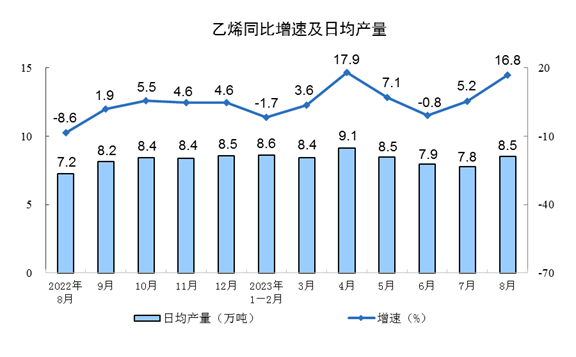 乙烯同比增速及日均产量
15
10
5
0
20
-10
-40
-70
-8.6 1.9 5.5 4.6 4.6 -1.7 3.6 17.9 7.1 -0.8 5.2 16.8
7.2 8.2 8.4 8.4 8.5 8.6 8.4 9.1 8.5 7.9 7.8 8.5
2022年 9月 10月 11月 12月 2023年 3月 4月 5月 6月 7月 8月
8月 1—2月
日均产量（万吨） 增速（%）